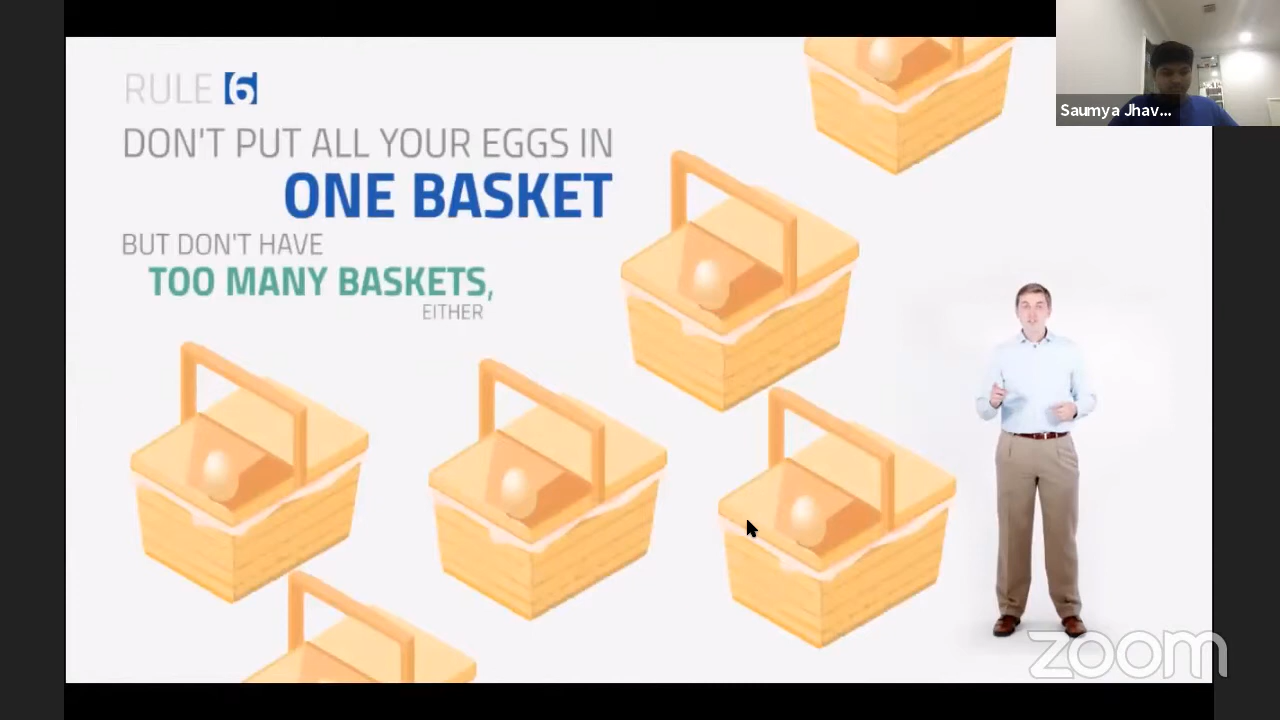 RULE 6
DON'T PUT ALL YOUR EGGS IN
ONE BASKET
BUT DON'T HAVE
TOO MANY BASKETS,
EITHER
Saumya Jhav...
zoom